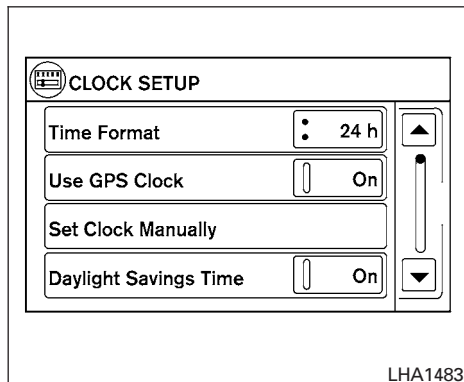 CLOCK SETUP
Time Format 24 h
Use GPS Clock On
Set Clock Manually
Daylight Savings Time On
LHA1483